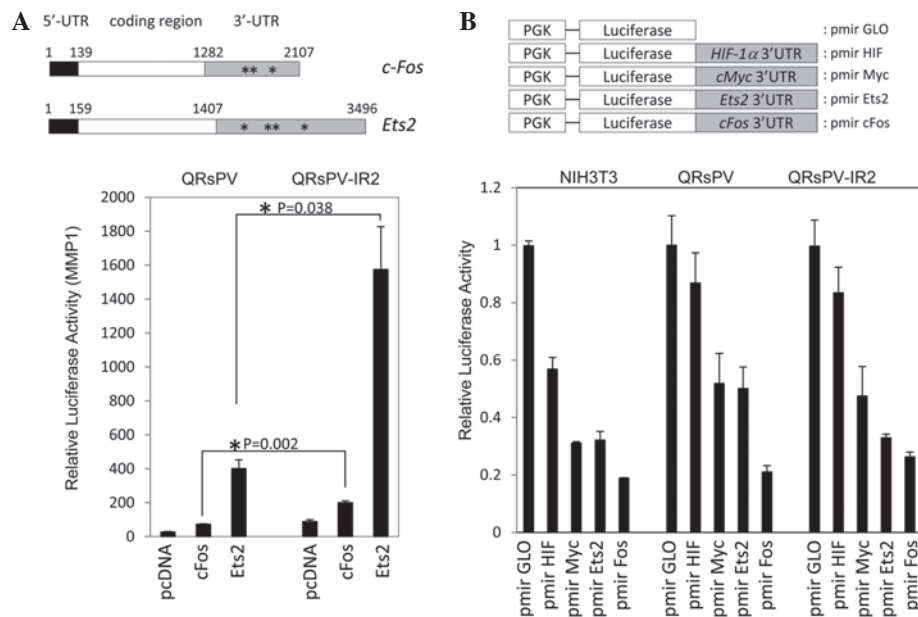 A
5'-UTR coding region 3'-UTR
1 139 1282 2107
** *
c-Fos
1 159 1407 3496
* ** *
Ets2
QRsPV QRsPV-IR2
Relative Luciferase Activity (MMP1)
2000
1800
1600
1400
1200
1000
800
600
400
200
0
* P=0.038
* P=0.002
pcDNA
cFos
Ets2
pcDNA
cFos
Ets2
B
PGK Luciferase : pmir GLO
PGK Luciferase HIF-1α 3'UTR : pmir HIF
PGK Luciferase cMyc 3'UTR : pmir Myc
PGK Luciferase Ets2 3'UTR : pmir Ets2
PGK Luciferase cFos 3'UTR : pmir cFos
NIH3T3 QRsPV QRsPV-IR2
Relative Luciferase Activity
1.2
1
0.8
0.6
0.4
0.2
0
pmir GLO
pmir HIF
pmir Myc
pmir Ets2
pmir Fos
pmir GLO
pmir HIF
pmir Myc
pmir Ets2
pmir Fos
pmir GLO
pmir HIF
pmir Myc
pmir Ets2
pmir Fos